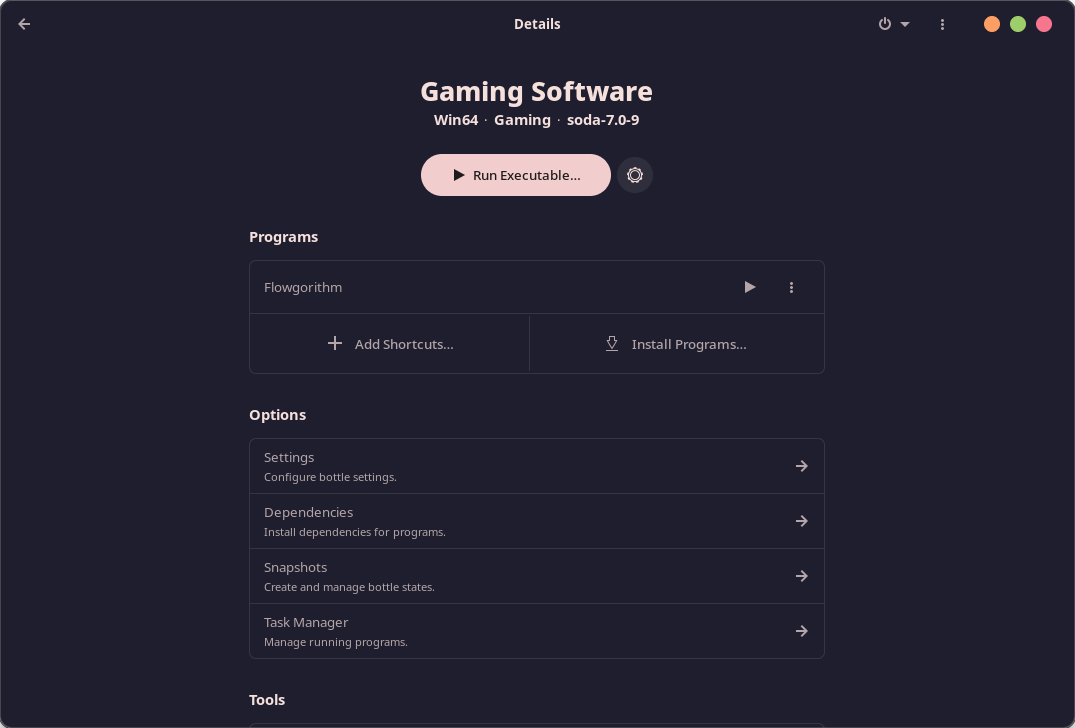 Details
Gaming Software
Win64 · Gaming · soda-7.0-9
Run Executable...
Programs
Flowgorithm
Add Shortcuts...
Install Programs...
Options
Settings
Configure bottle settings.
Dependencies
Install dependencies for programs.
Snapshots
Create and manage bottle states.
Task Manager
Manage running programs.
Tools